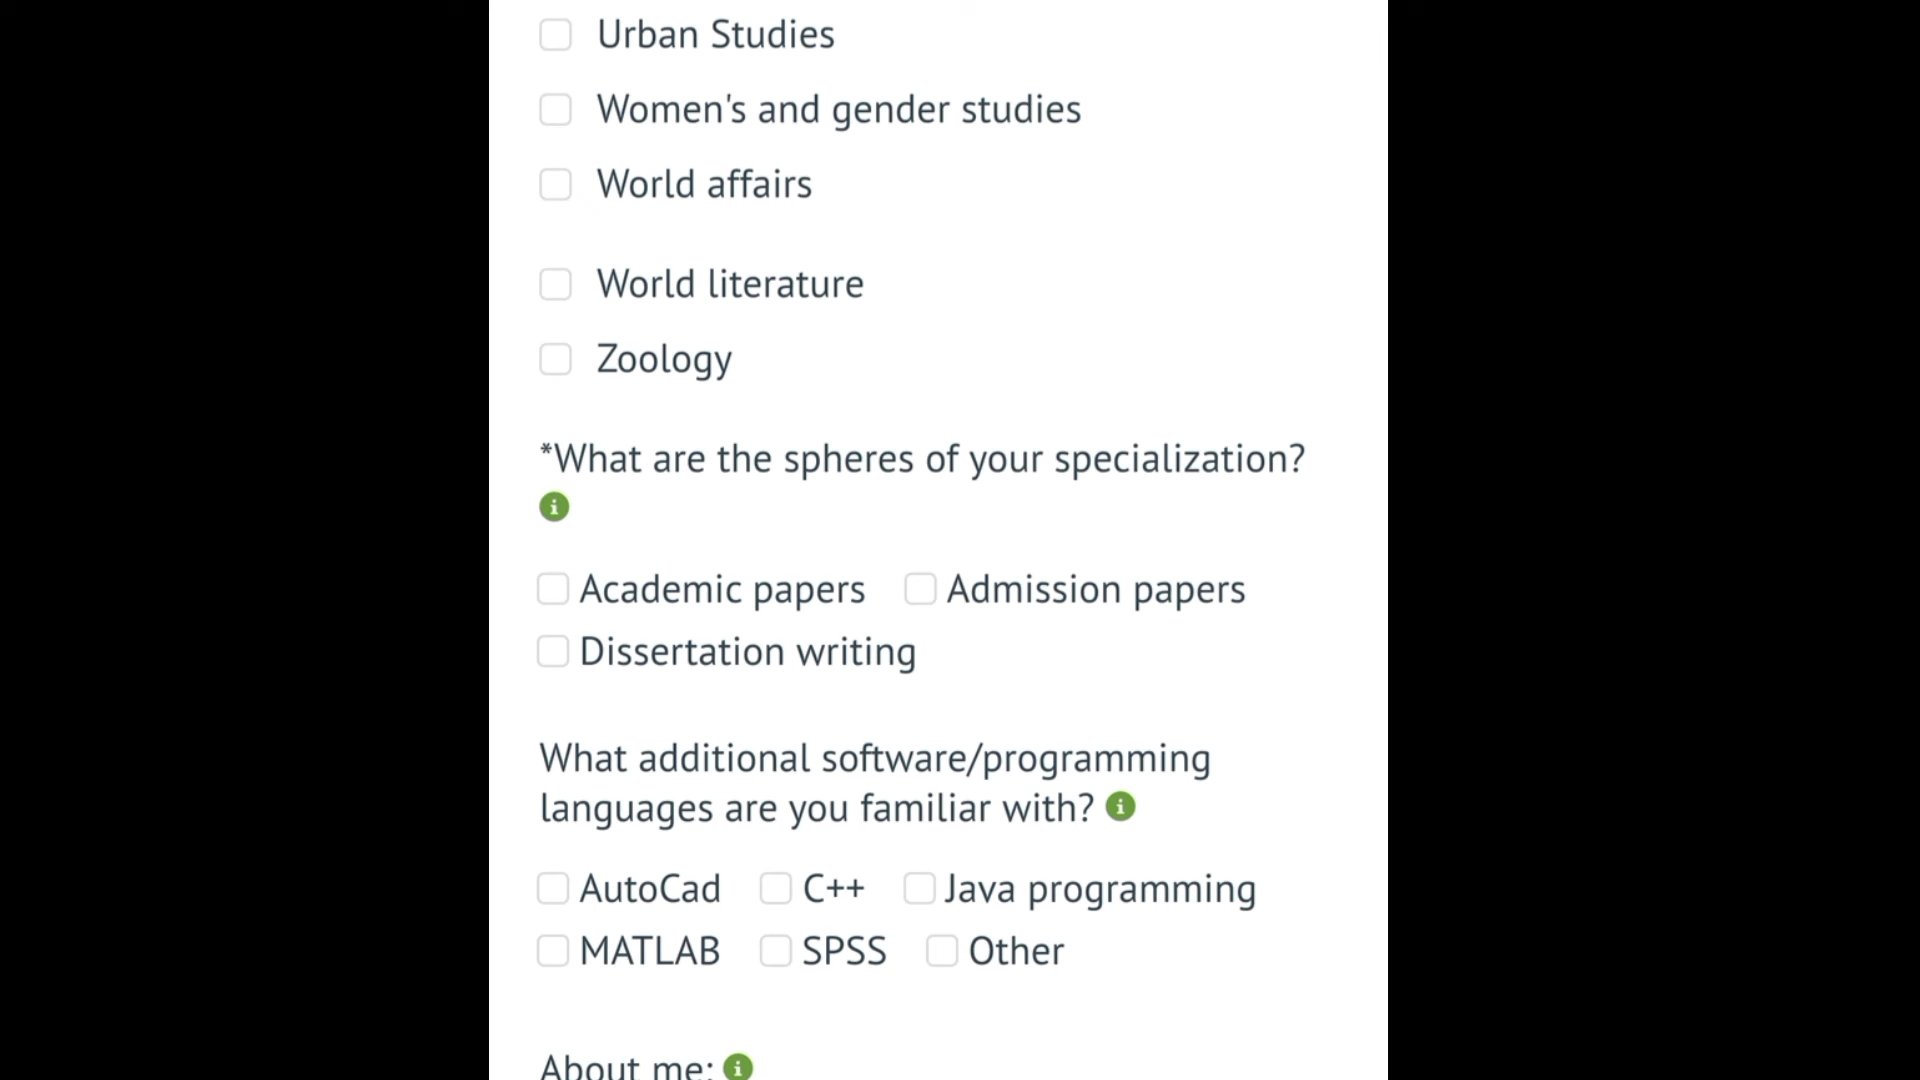 Urban Studies
Women's and gender studies
World affairs
World literature
Zoology
*What are the spheres of your specialization?
i
Academic papers Admission papers
Dissertation writing
What additional software/programming
languages are you familiar with? i
AutoCad C++ Java programming
MATLAB SPSS Other
About me: i